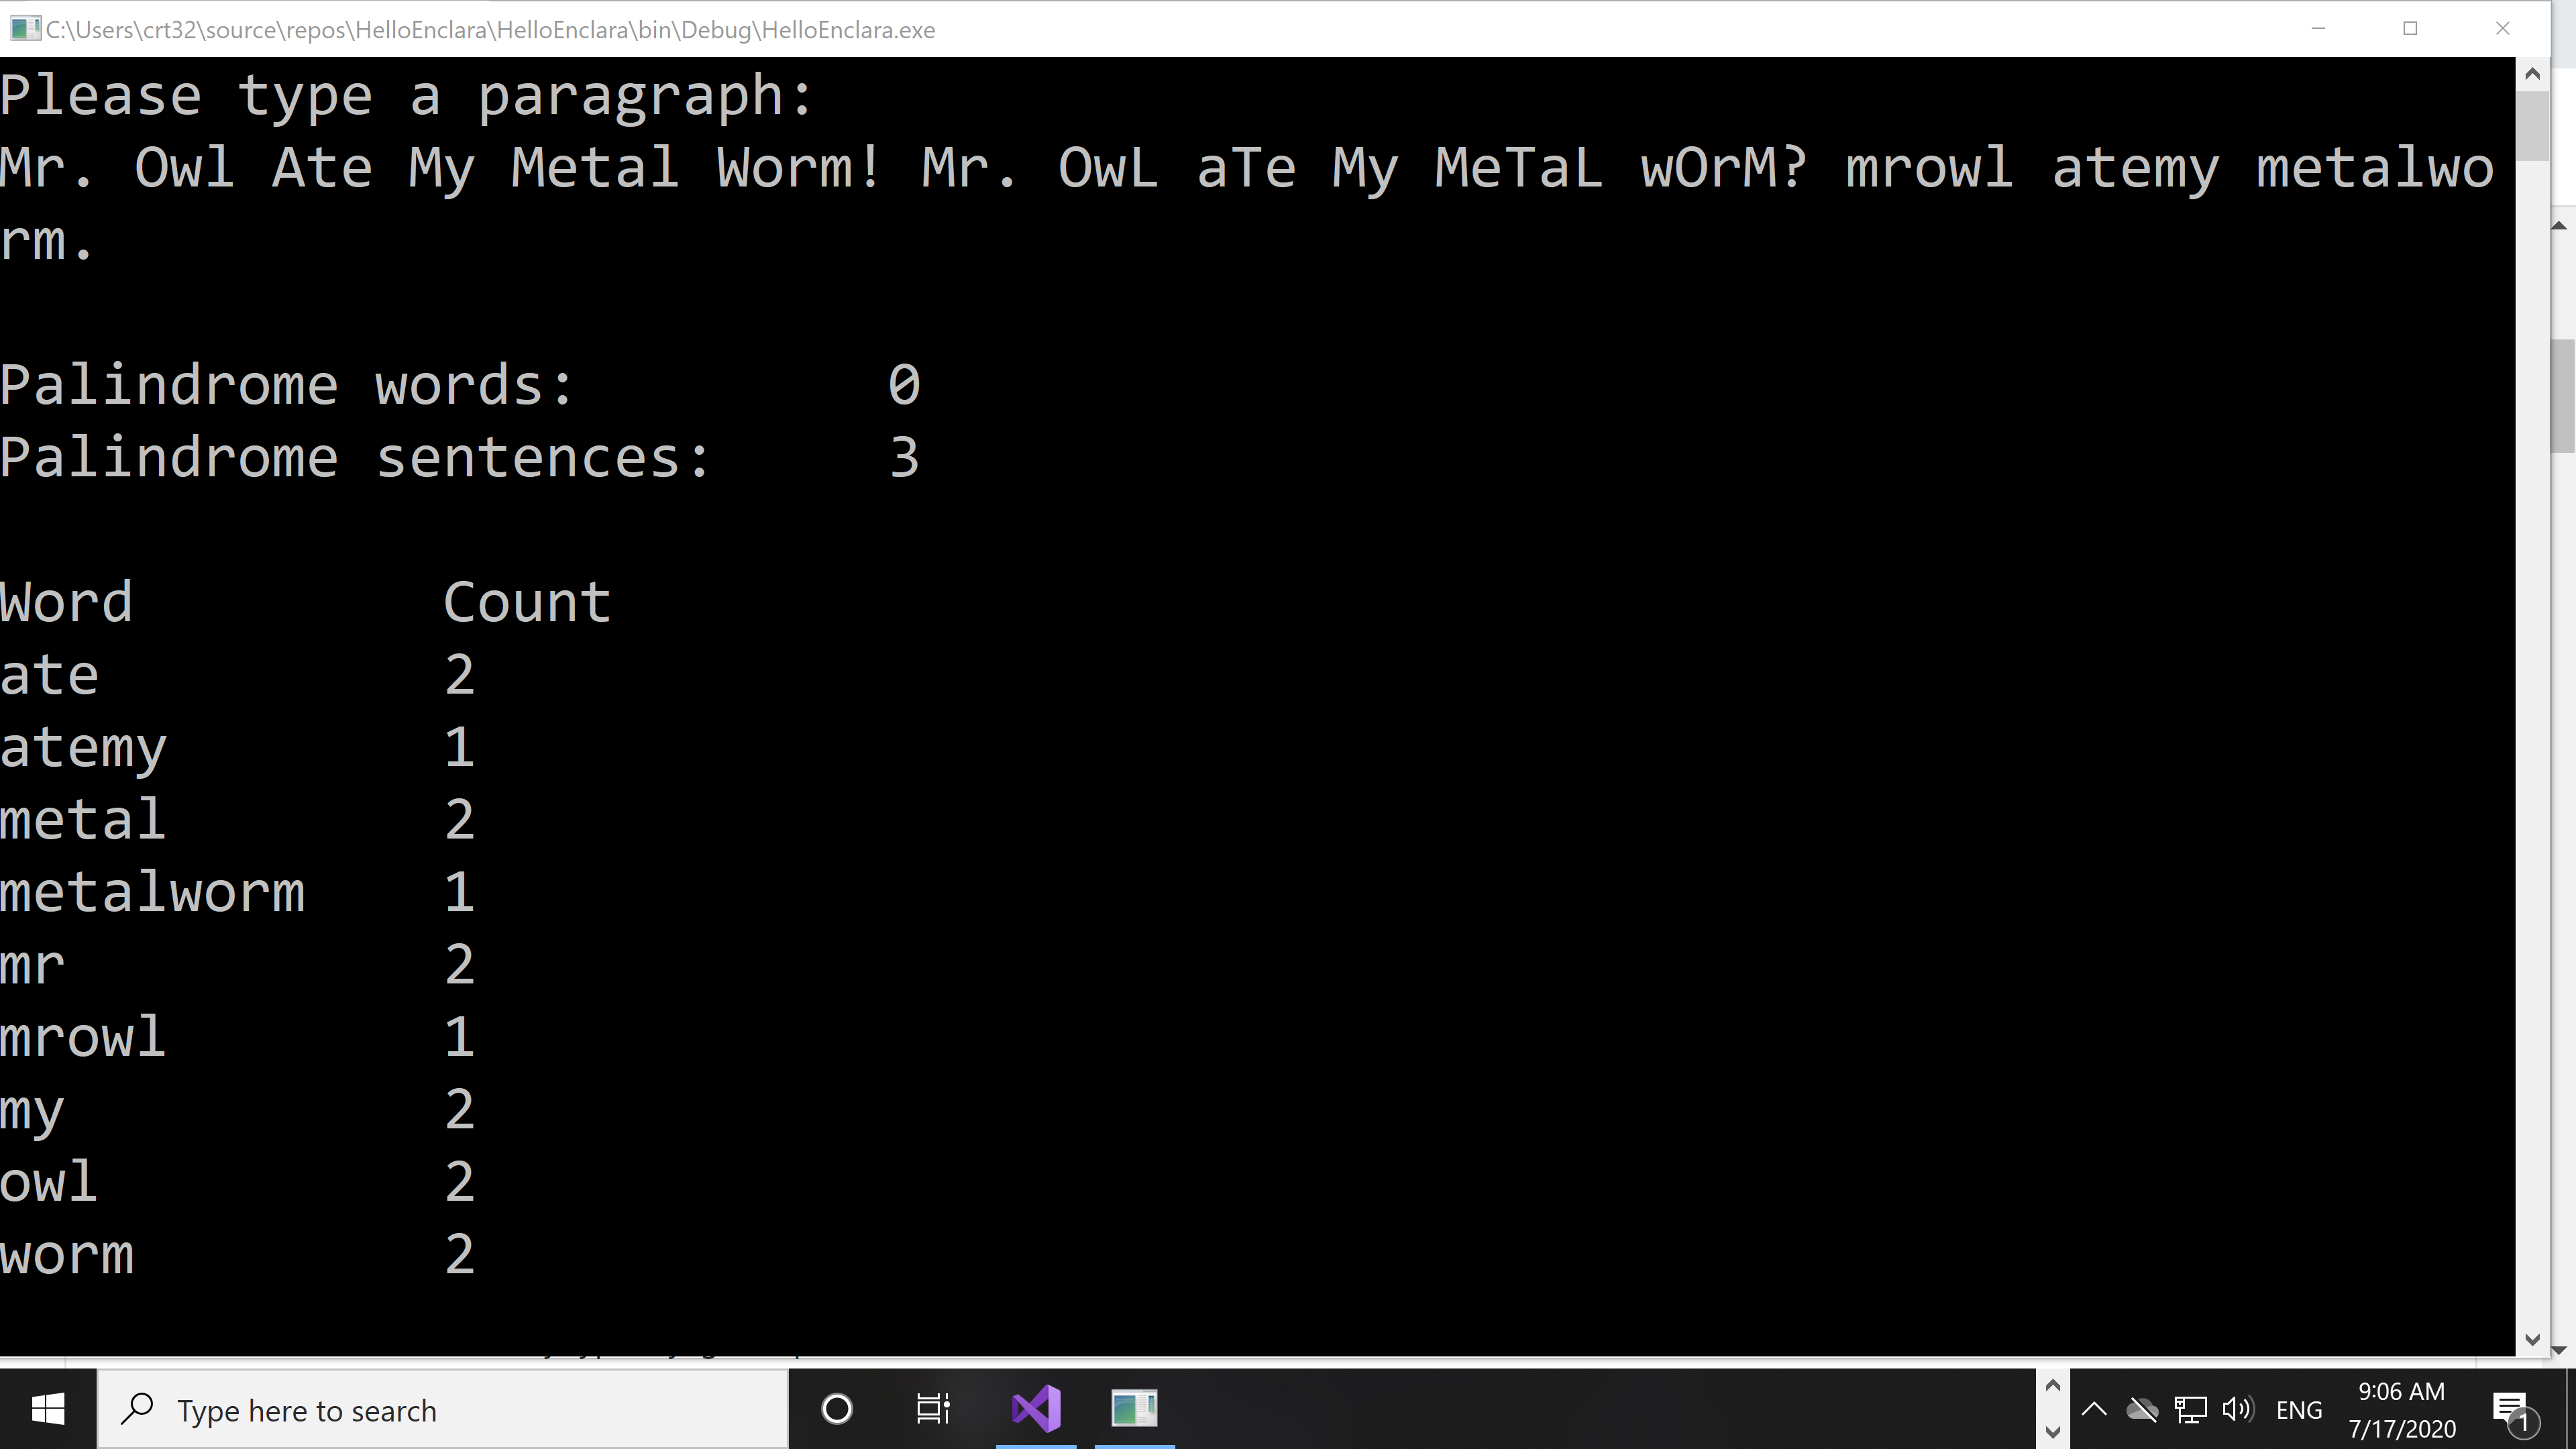 C:\Users\crt32\source\repos\HelloEnclara\HelloEnclara\bin\Debug\HelloEnclara.exe
Please type a paragraph:
Mr. Owl Ate My Metal Worm! Mr. OwL aTe My MeTaL wOrM? mrowl atemy metalwo
rm.
Palindrome words: 0
Palindrome sentences: 3
Word Count
ate 2
atemy 1
metal 2
metalworm 1
mr 2
mrowl 1
my 2
owl 2
worm 2
Type here to search
ENG
9:06 AM
7/17/2020
1